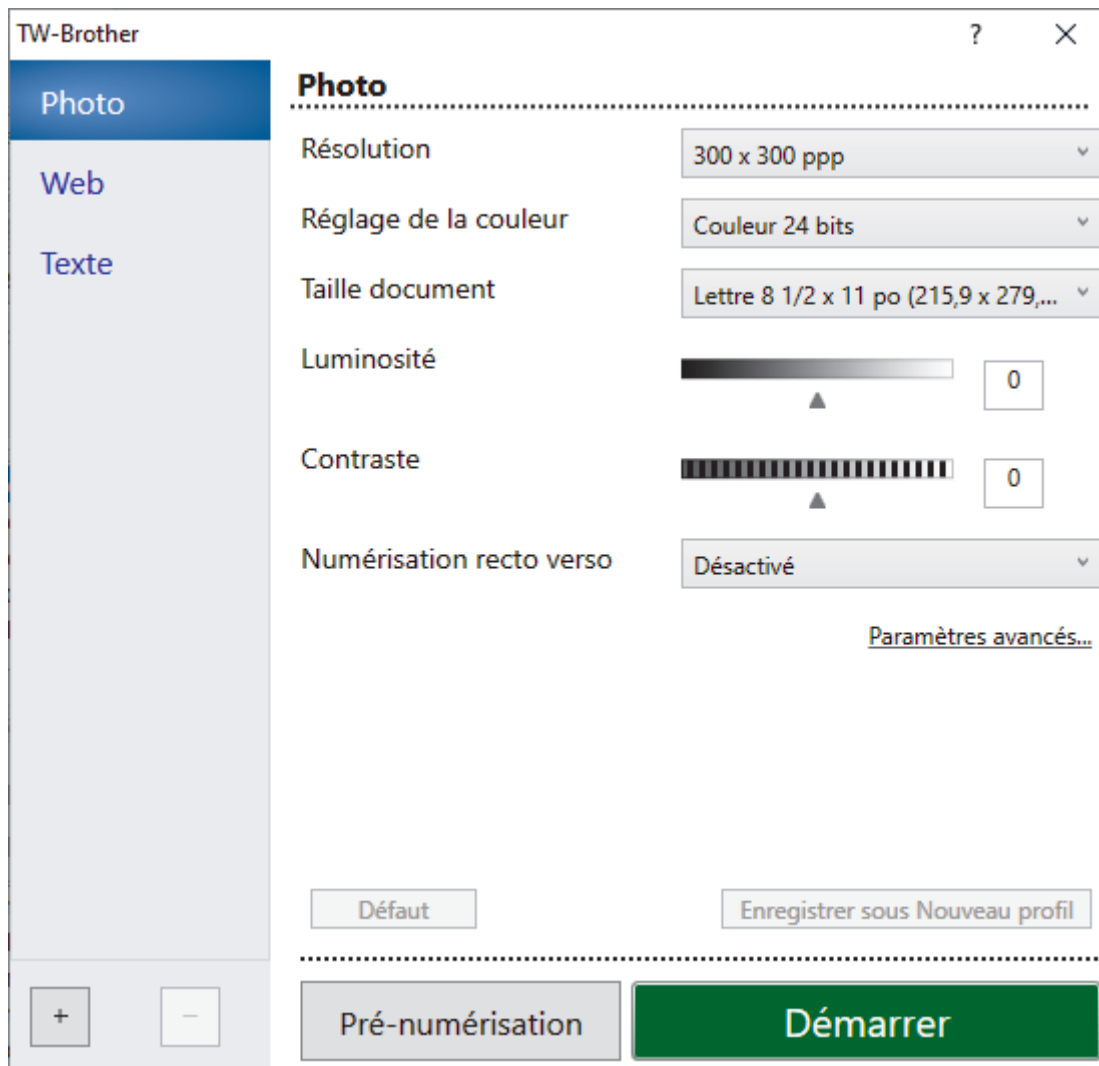 TW-Brother
?
Photo
Web
Texte
+
−
Photo
Résolution
300 x 300 ppp
Réglage de la couleur
Couleur 24 bits
Taille document
Lettre 8 1/2 x 11 po (215,9 x 279,...
Luminosité
0
Contraste
0
Numérisation recto verso
Désactivé
Paramètres avancés...
Défaut
Enregistrer sous Nouveau profil
Pré-numérisation
Démarrer